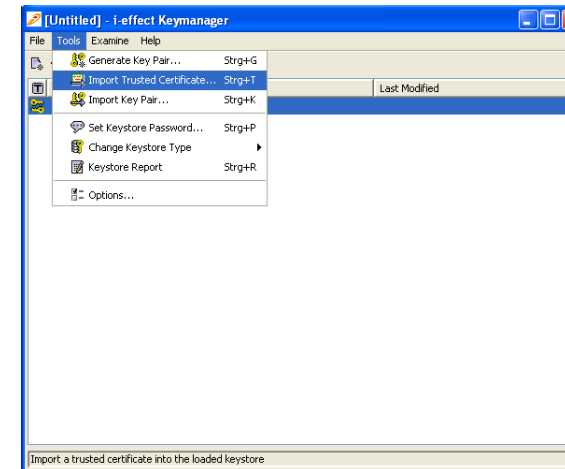 [Untitled] - i-effect Keymanager
File Tools Examine Help
Generate Key Pair... Strg+G
Import Trusted Certificate... Strg+T
Import Key Pair... Strg+K
Set Keystore Password... Strg+P
Change Keystore Type
Keystore Report Strg+R
Options...
T Last Modified
Import a trusted certificate into the loaded keystore